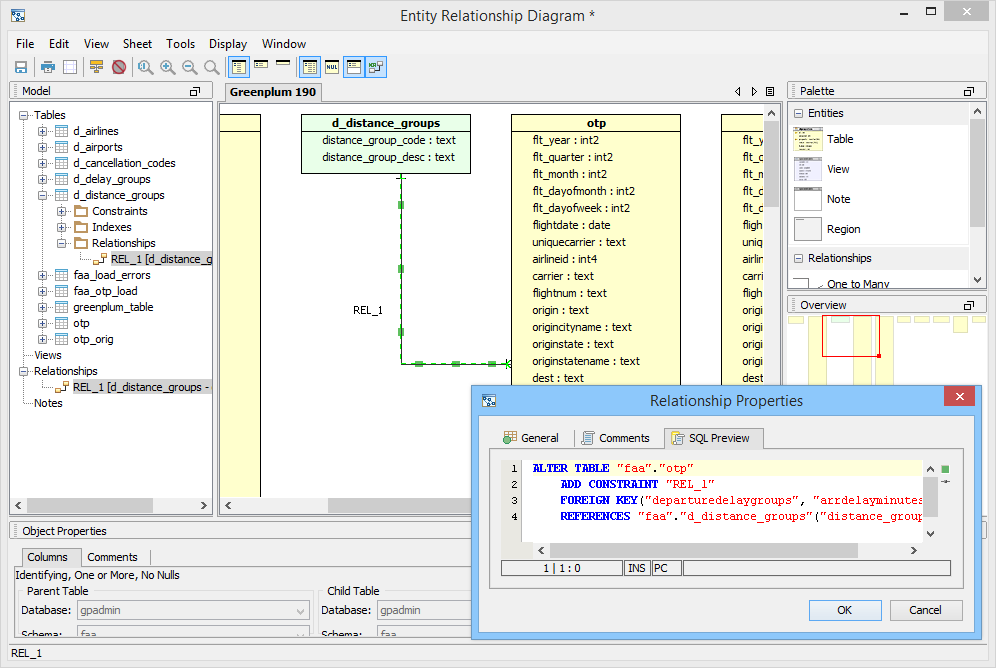 Entity Relationship Diagram *
File Edit View Sheet Tools Display Window
Model
Tables
d_airlines
d_airports
d_cancellation_codes
d_delay_groups
d_distance_groups
Constraints
Indexes
Relationships
REL_1 [d_distance_g
faa_load_errors
faa_otp_load
greenplum_table
otp
otp_orig
Views
Relationships
REL_1 [d_distance_groups -
Notes
Greenplum 190
d_distance_groups
distance_group_code : text
distance_group_desc : text
REL_1
otp
flt_year : int2
flt_quarter : int2
flt_month : int2
flt_dayofmonth : int2
flt_dayofweek : int2
flightdate : date
uniquecarrier : text
airlineid : int4
carrier : text
flightnum : text
origin : text
origincityname : text
originstate : text
originstatename : text
dest : text
flt_y
flt_q
flt_m
flt_d
flt_d
flight
uniq
airlin
carri
flight
origi
origi
origi
origi
dest
Palette
Entities
Table
View
Note
Region
Relationships
One to Many
Overview
Object Properties
Columns Comments
Identifying, One or More, No Nulls
Parent Table Child Table
Database: gpadmin Database: gpadmin
Schema: faa Schema: faa
REL_1
Relationship Properties
General Comments SQL Preview
1 ALTER TABLE "faa"."otp"
2 ADD CONSTRAINT "REL_1"
3 FOREIGN KEY("departuredelaygroups", "arrdelayminutes
4 REFERENCES "faa"."d_distance_groups"("distance_group
1 | 1 : 0 INS PC
OK Cancel